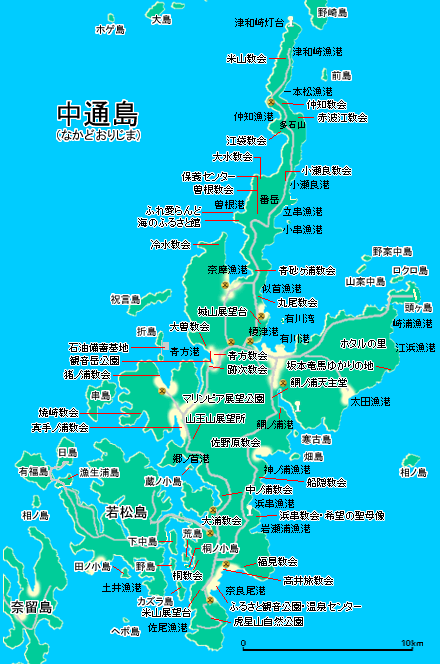 野崎島
大島
ホゲ島
津和崎灯台
津和崎漁港
米山教会
前島
中通島
(なかどおりじま)
一本松漁港
仲知教会
仲知漁港
赤波江教会
多石山
江袋教会
大水教会
小瀬良教会
保養センター
小瀬良港
曽根教会
番岳
曽根港
ふれ愛らんど
立串漁港
海のふるさと館
小串漁港
冷水教会
野案中島
ロクロ島
奈摩漁港
青砂ヶ浦教会
山案中島
似首漁港
祝言島
丸尾教会
頭ヶ島
城山展望台
有川湾
崎浦漁港
折島
大曽教会
榎津港
有川港
ホタルの里
石油備蓄基地
青方港
江浜漁港
観音岳公園
青方教会
坂本竜馬ゆかりの地
猪ノ浦教会
跡次教会
鯛ノ浦天主堂
串島
マリンピア展望公園
太田漁港
焼崎教会
山王山展望所
鯛ノ浦港
真手ノ浦教会
寒古島
佐野原教会
日島
畑島
郷ノ首港
神ノ浦漁港
有福島
漁生浦島
相ノ島
蔵ノ小島
船隠教会
中ノ浦教会
相ノ島
浜串漁港
若松島
大浦教会
浜串教会・希望の聖母像
荒島
岩瀬浦漁港
下中島
桐ノ小島
田ノ小島
野島
福見教会
桐教会
高井旅教会
土井漁港
奈留島
奈良尾港
カズラ島
米山展望台
ふるさと観音公園・温泉センター
ヘボ島
佐尾漁港
虎星山自然公園
0
10km